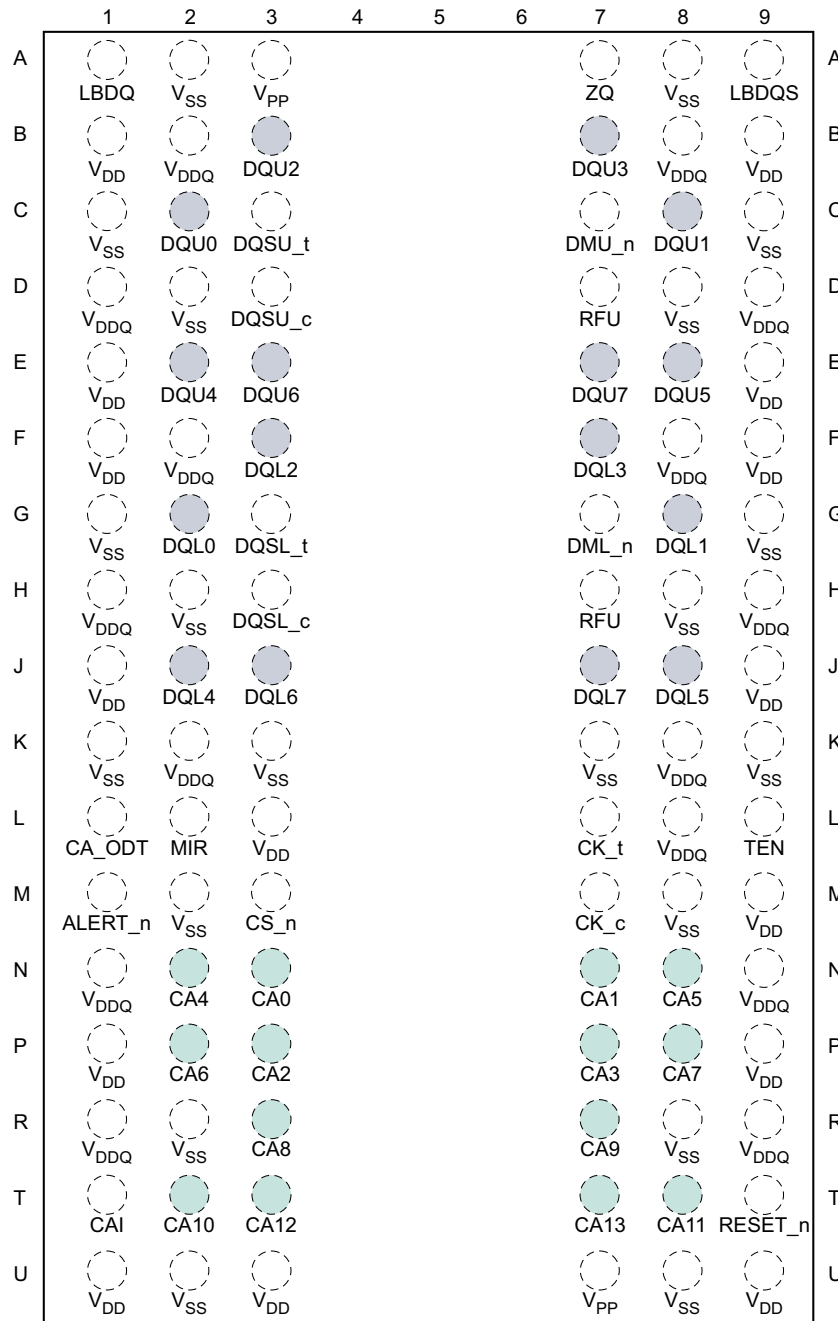 1 2 3 4 5 6 7 8 9
A A
LBDQ VSS VPP ZQ VSS LBDQS
B B
VDD VDDQ DQU2 DQU3 VDDQ VDD
C C
VSS DQU0 DQSU_t DMU_n DQU1 VSS
D D
VDDQ VSS DQSU_c RFU VSS VDDQ
E E
VDD DQU4 DQU6 DQU7 DQU5 VDD
F F
VDD VDDQ DQL2 DQL3 VDDQ VDD
G G
VSS DQL0 DQSL_t DML_n DQL1 VSS
H H
VDDQ VSS DQSL_c RFU VSS VDDQ
J J
VDD DQL4 DQL6 DQL7 DQL5 VDD
K K
VSS VDDQ VSS VSS VDDQ VSS
L L
CA_ODT MIR VDD CK_t VDDQ TEN
M M
ALERT_n VSS CS_n CK_c VSS VDD
N N
VDDQ CA4 CA0 CA1 CA5 VDDQ
P P
VDD CA6 CA2 CA3 CA7 VDD
R R
VDDQ VSS CA8 CA9 VSS VDDQ
T T
CAI CA10 CA12 CA13 CA11 RESET_n
U U
VDD VSS VDD VPP VSS VDD